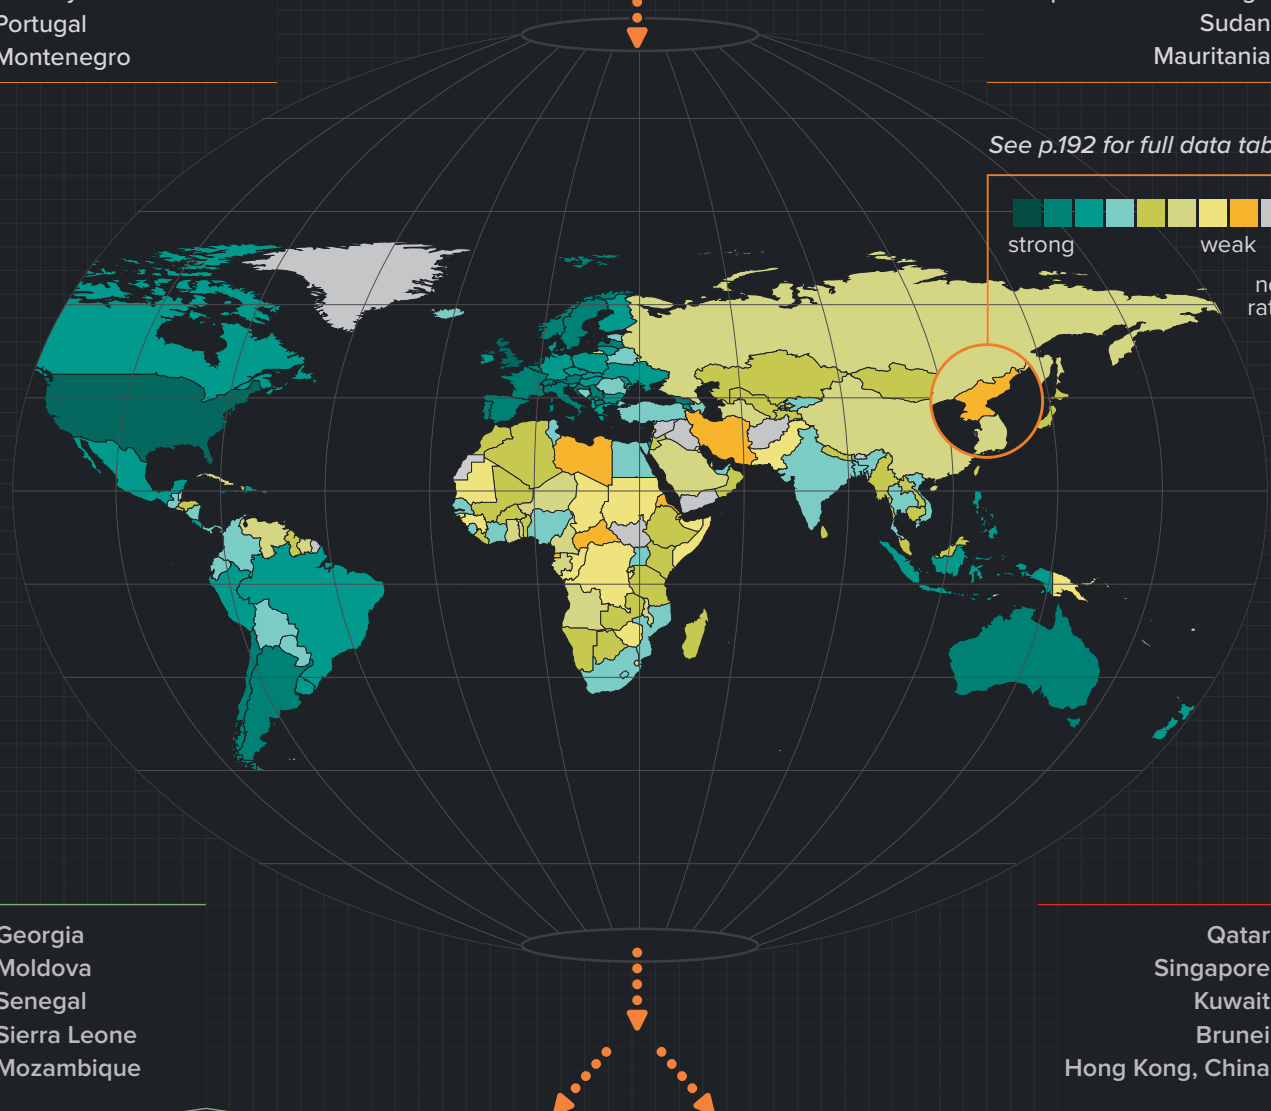 Portugal
Montenegro
Sudan
Mauritania
See p.192 for full data
strong
weak
Georgia
Moldova
Senegal
Sierra Leone
Mozambique
Qatar
Singapore
Kuwait
Brunei
Hong Kong, China